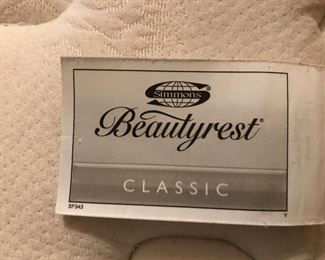 Simmons
Beautyrest®
CLASSIC
SF343 Y